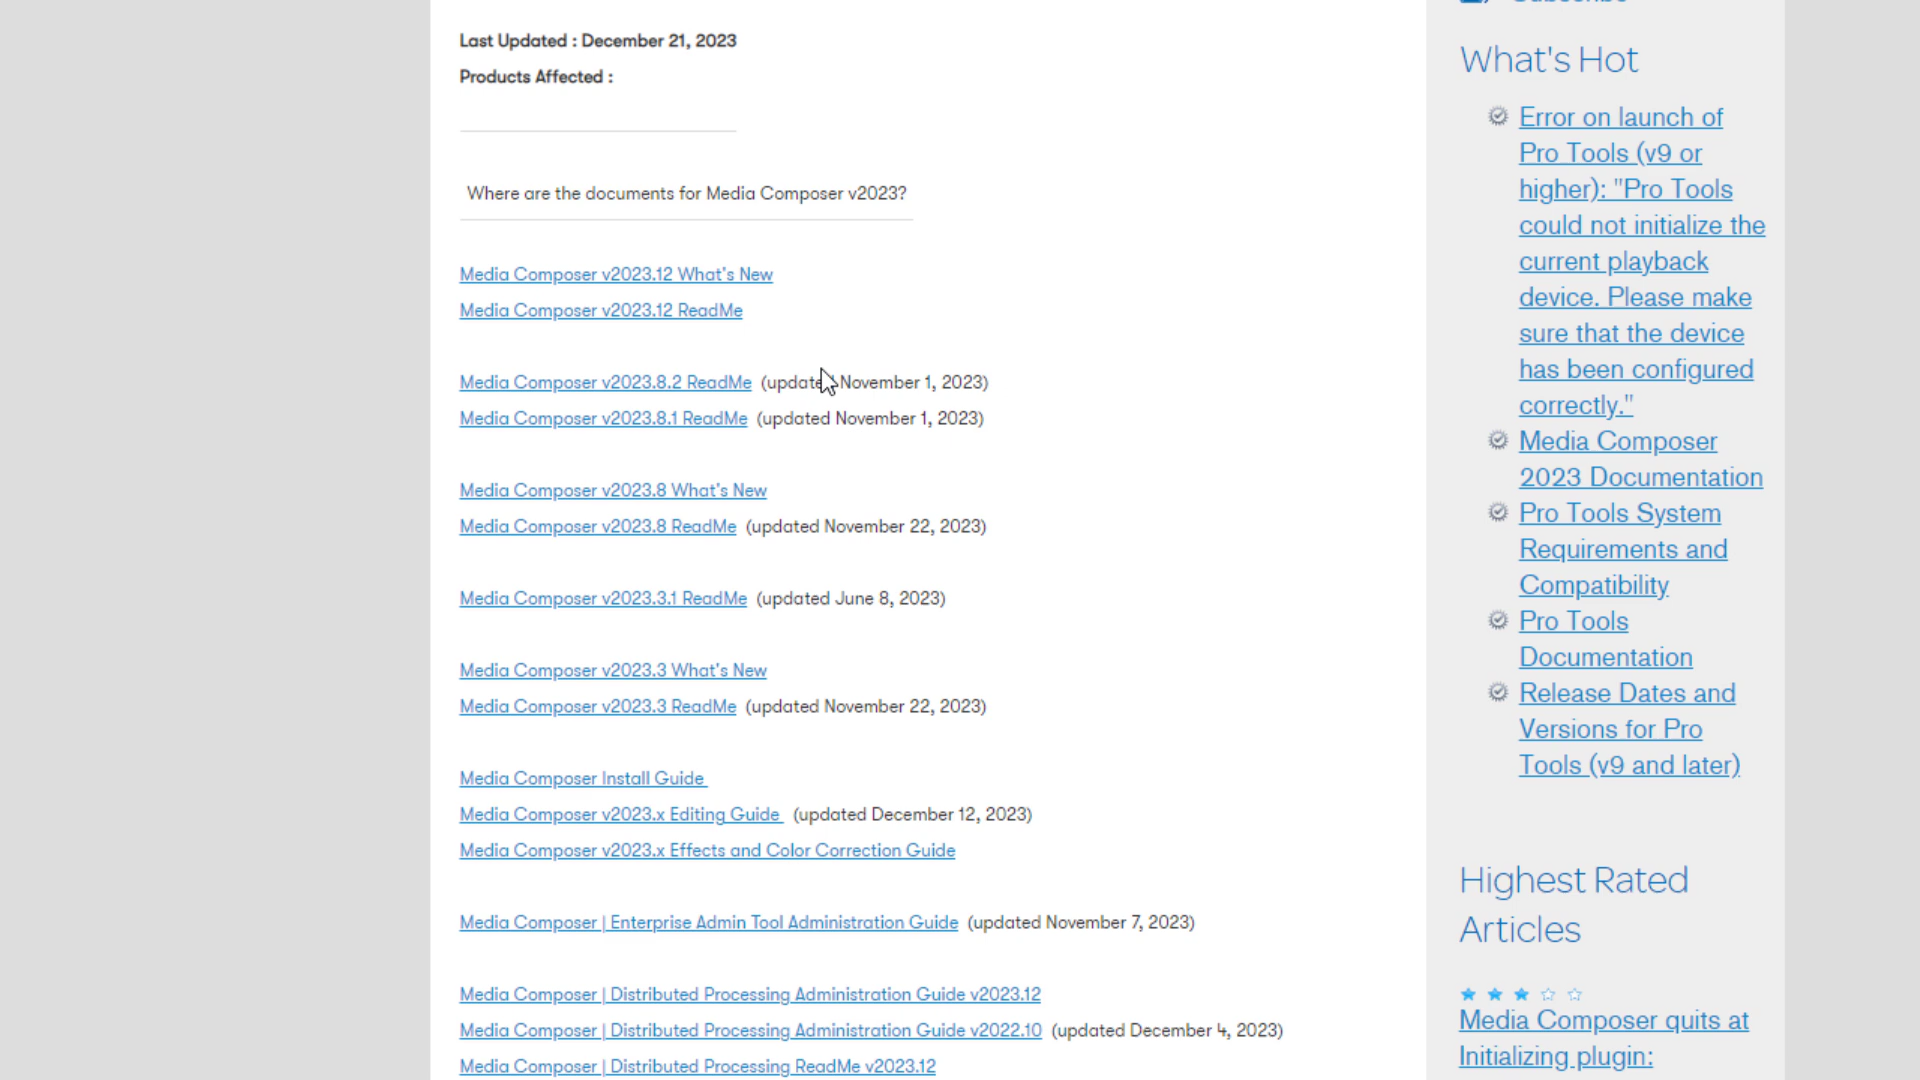 Last Updated : December 21, 2023
Products Affected :
Where are the documents for Media Composer v2023?
Media Composer v2023.12 What's New
Media Composer v2023.12 ReadMe
Media Composer v2023.8.2 ReadMe (updated November 1, 2023)
Media Composer v2023.8.1 ReadMe (updated November 1, 2023)
Media Composer v2023.8 What's New
Media Composer v2023.8 ReadMe (updated November 22, 2023)
Media Composer v2023.3.1 ReadMe (updated June 8, 2023)
Media Composer v2023.3 What's New
Media Composer v2023.3 ReadMe (updated November 22, 2023)
Media Composer Install Guide
Media Composer v2023.x Editing Guide (updated December 12, 2023)
Media Composer v2023.x Effects and Color Correction Guide
Media Composer | Enterprise Admin Tool Administration Guide (updated November 7, 2023)
Media Composer | Distributed Processing Administration Guide v2023.12
Media Composer | Distributed Processing Administration Guide v2022.10 (updated December 4, 2023)
Media Composer | Distributed Processing ReadMe v2023.12
What's Hot
Error on launch of
Pro Tools (v9 or
higher): "Pro Tools
could not initialize the
current playback
device. Please make
sure that the device
has been configured
correctly."
Media Composer
2023 Documentation
Pro Tools System
Requirements and
Compatibility
Pro Tools
Documentation
Release Dates and
Versions for Pro
Tools (v9 and later)
Highest Rated
Articles
Media Composer quits at
Initializing plugin: